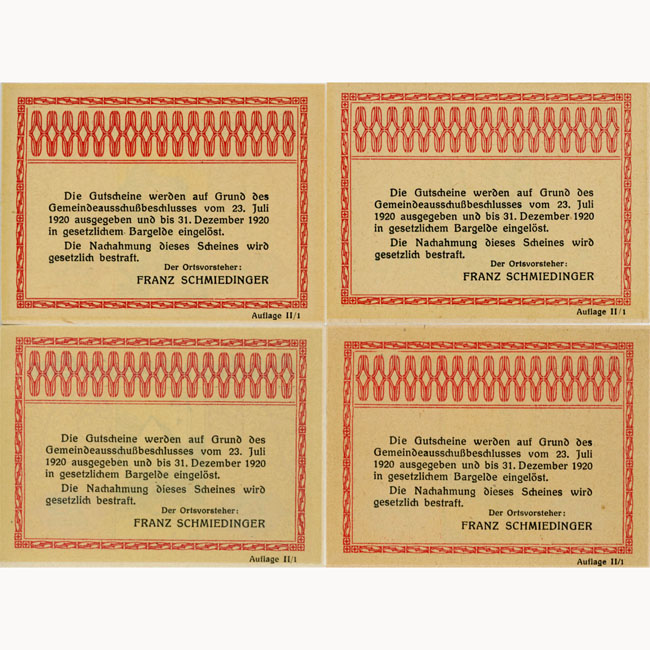 Die Gutscheine werden auf Grund des
Gemeindeausschußbeschlusses vom 23. Juli
1920 ausgegeben und bis 31. Dezember 1920
in gesetzlichem Bargelde eingelöst.
Die Nachahmung dieses Scheines wird
gesetzlich bestraft.
Der Ortsvorsteher:
FRANZ SCHMIEDINGER
Auflage II/1
Die Gutscheine werden auf Grund des
Gemeindeausschußbeschlusses vom 23. Juli
1920 ausgegeben und bis 31. Dezember 1920
in gesetzlichem Bargelde eingelöst.
Die Nachahmung dieses Scheines wird
gesetzlich bestraft.
Der Ortsvorsteher:
FRANZ SCHMIEDINGER
Auflage II/1
Die Gutscheine werden auf Grund des
Gemeindeausschußbeschlusses vom 23. Juli
1920 ausgegeben und bis 31. Dezember 1920
in gesetzlichem Bargelde eingelöst.
Die Nachahmung dieses Scheines wird
gesetzlich bestraft.
Der Ortsvorsteher:
FRANZ SCHMIEDINGER
Auflage II/1
Die Gutscheine werden auf Grund des
Gemeindeausschußbeschlusses vom 23. Juli
1920 ausgegeben und bis 31. Dezember 1920
in gesetzlichem Bargelde eingelöst.
Die Nachahmung dieses Scheines wird
gesetzlich bestraft.
Der Ortsvorsteher:
FRANZ SCHMIEDINGER
Auflage II/1